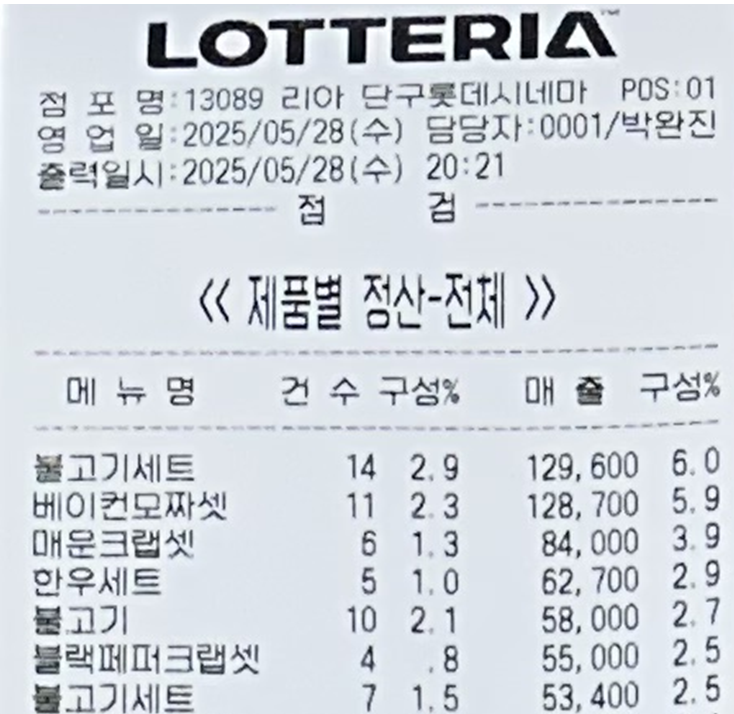 LOTTERIA™
점 포 명:13089 리아 단구롯데시네마 POS:01
영 업 일:2025/05/28(수) 담당자:0001/박완진
출력일시:2025/05/28(수) 20:21
---------------- 점 검 ----------------
<< 제품별 정산-전체 >>
메 뉴 명 건 수 구성% 매 출 구성%
불고기세트 14 2.9 129,600 6.0
베이컨모짜셋 11 2.3 128,700 5.9
매운크랩셋 6 1.3 84,000 3.9
한우세트 5 1.0 62,700 2.9
불고기 10 2.1 58,000 2.7
블랙페퍼크랩셋 4 .8 55,000 2.5
불고기세트 7 1.5 53,400 2.5